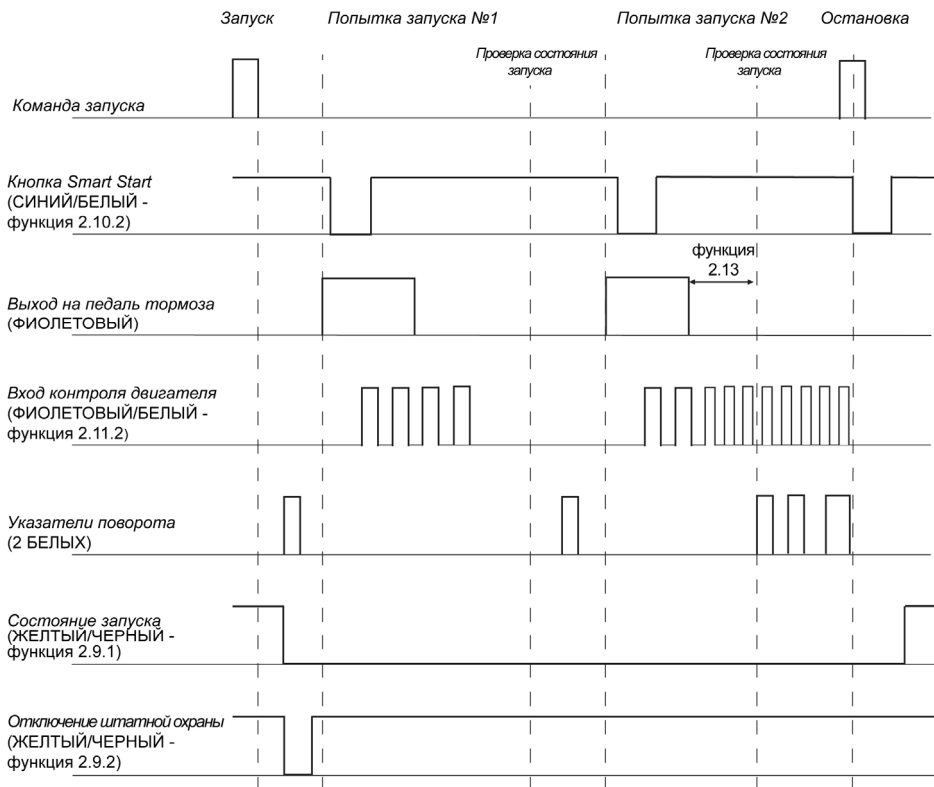 Запуск
Попытка запуска №1
Попытка запуска №2
Остановка
Проверка состояния
запуска
Проверка состояния
запуска
Команда запуска
Кнопка Smart Start
(СИНИЙ/БЕЛЫЙ -
функция 2.10.2)
функция
2.13
Выход на педаль тормоза
(ФИОЛЕТОВЫЙ)
Вход контроля двигателя
(ФИОЛЕТОВЫЙ/БЕЛЫЙ -
функция 2.11.2)
Указатели поворота
(2 БЕЛЫХ)
Состояние запуска
(ЖЕЛТЫЙ/ЧЕРНЫЙ -
функция 2.9.1)
Отключение штатной охраны
(ЖЕЛТЫЙ/ЧЕРНЫЙ -
функция 2.9.2)